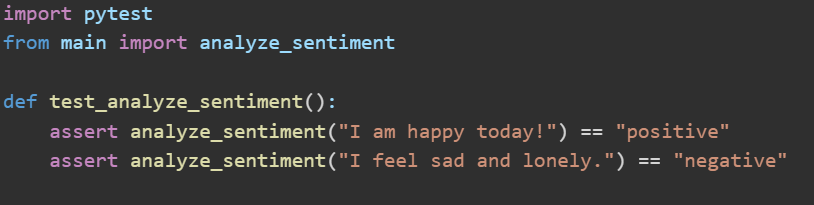 import pytest
from main import analyze_sentiment
def test_analyze_sentiment():
    assert analyze_sentiment("I am happy today!") == "positive"
    assert analyze_sentiment("I feel sad and lonely.") == "negative"